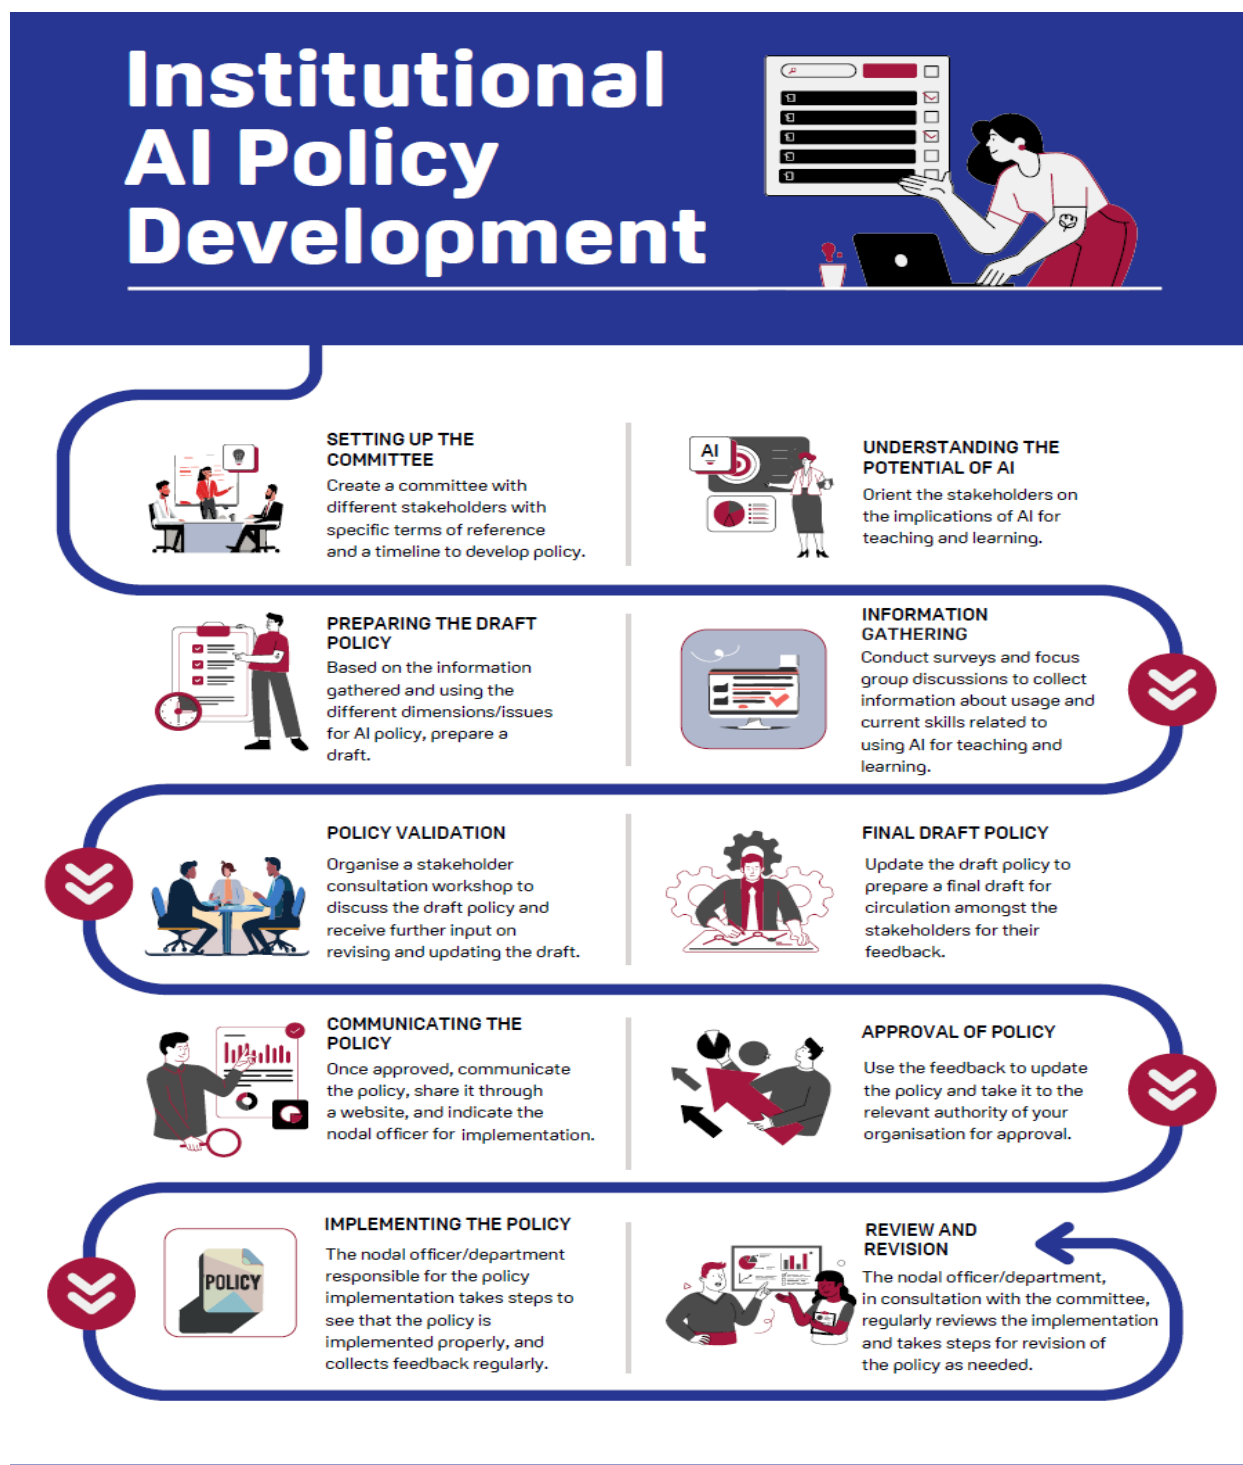 Institutional
AI Policy
Development
SETTING UP THE
COMMITTEE
Create a committee with
different stakeholders with
specific terms of reference
and a timeline to develop policy.
AI
UNDERSTANDING THE
POTENTIAL OF AI
Orient the stakeholders on
the implications of AI for
teaching and learning.
PREPARING THE DRAFT
POLICY
Based on the information
gathered and using the
different dimensions/issues
for AI policy, prepare a
draft.
INFORMATION
GATHERING
Conduct surveys and focus
group discussions to collect
information about usage and
current skills related to
using AI for teaching and
learning.
POLICY VALIDATION
Organise a stakeholder
consultation workshop to
discuss the draft policy and
receive further input on
revising and updating the draft.
FINAL DRAFT POLICY
Update the draft policy to
prepare a final draft for
circulation amongst the
stakeholders for their
feedback.
COMMUNICATING THE
POLICY
Once approved, communicate
the policy, share it through
a website, and indicate the
nodal officer for implementation.
APPROVAL OF POLICY
Use the feedback to update
the policy and take it to the
relevant authority of your
organisation for approval.
POLICY
IMPLEMENTING THE POLICY
The nodal officer/department
responsible for the policy
implementation takes steps to
see that the policy is
implemented properly, and
collects feedback regularly.
REVIEW AND
REVISION
The nodal officer/department,
in consultation with the committee,
regularly reviews the implementation
and takes steps for revision of
the policy as needed.